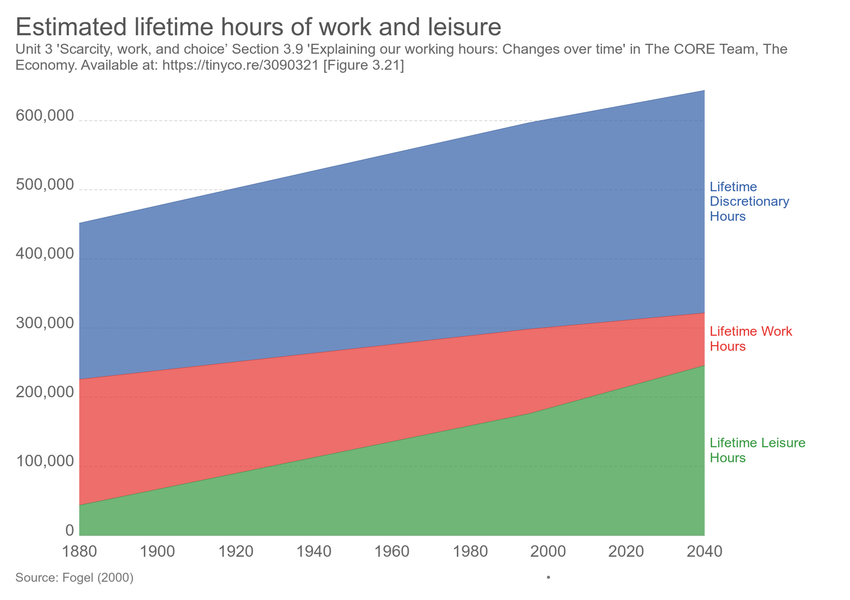 Estimated lifetime hours of work and leisure
Unit 3 'Scarcity, work, and choice’ Section 3.9 'Explaining our working hours: Changes over time' in The CORE Team, The
Economy. Available at: https://tinyco.re/3090321 [Figure 3.21]
600,000
500,000
400,000
300,000
200,000
100,000
0
Lifetime
Discretionary
Hours
Lifetime Work
Hours
Lifetime Leisure
Hours
1880 1900 1920 1940 1960 1980 2000 2020 2040
Source: Fogel (2000)